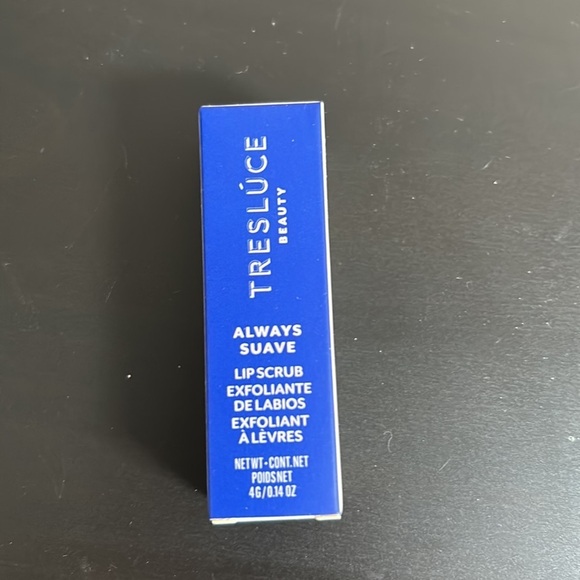 TRESLÚCE
BEAUTY
ALWAYS
SUAVE
LIP SCRUB
EXFOLIANTE
DE LABIOS
EXFOLIANT
À LÈVRES
NET WT • CONT. NET
POIDS NET
4 G / 0.14 OZ